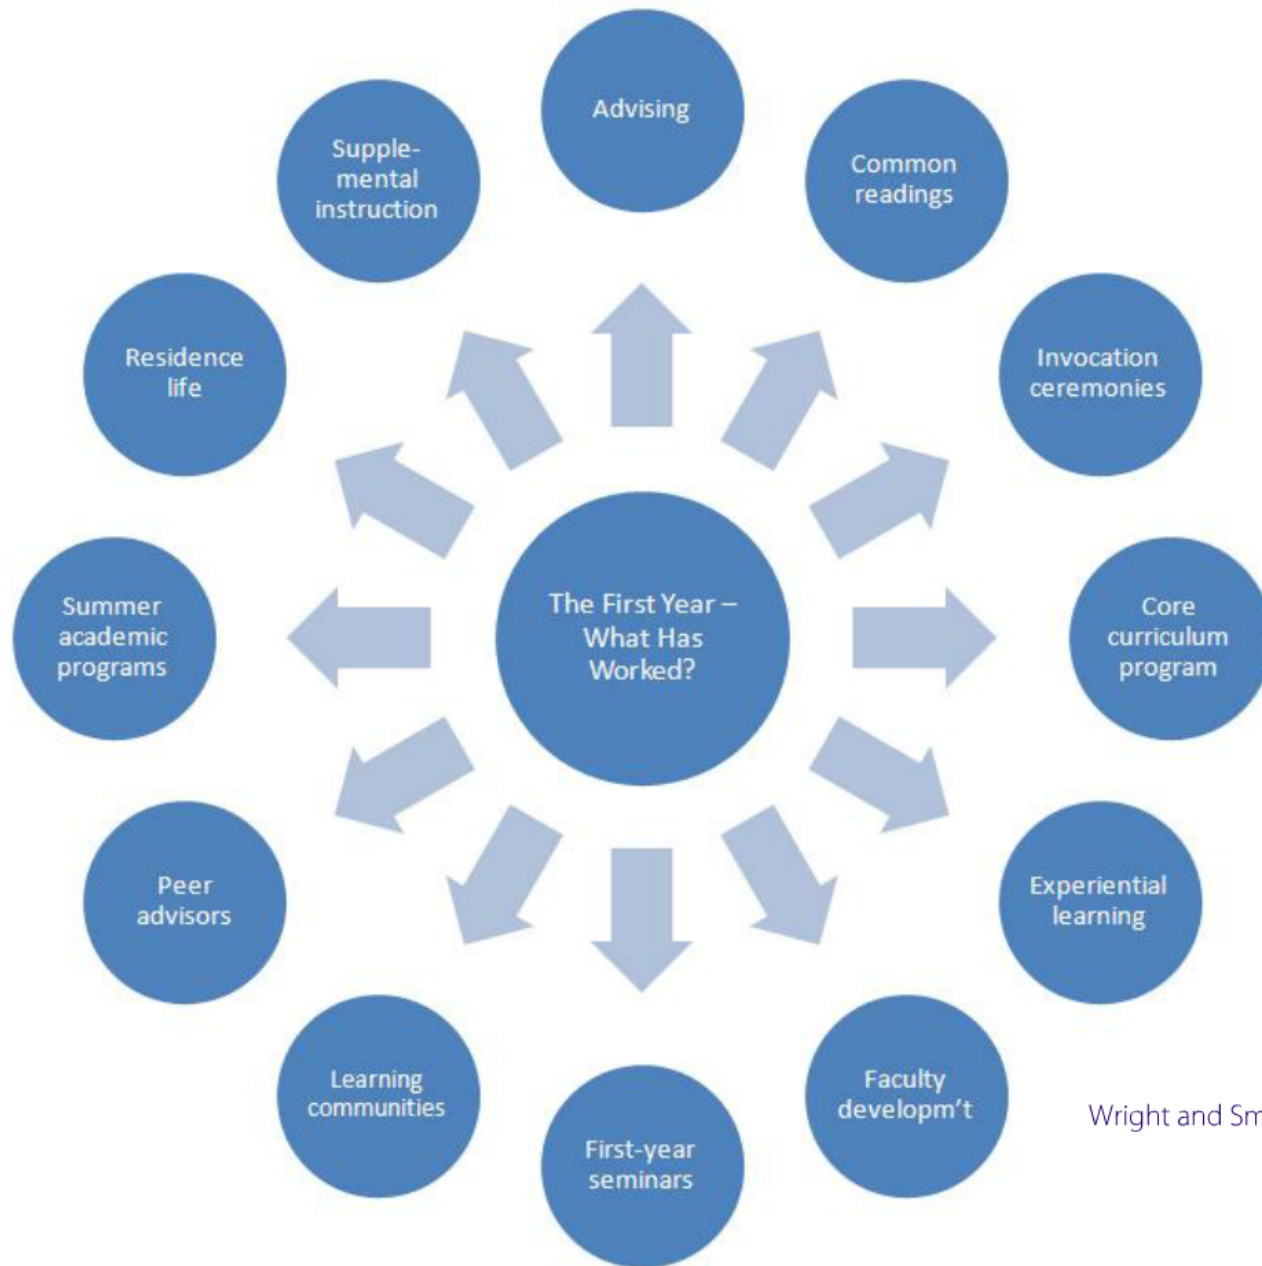 Advising
Common
readings
Invocation
ceremonies
Core
curriculum
program
Experiential
learning
Faculty
developm't
First-year
seminars
Learning
communities
Peer
advisors
Summer
academic
programs
Residence
life
Supple-
mental
instruction
The First Year –
What Has
Worked?
Wright and